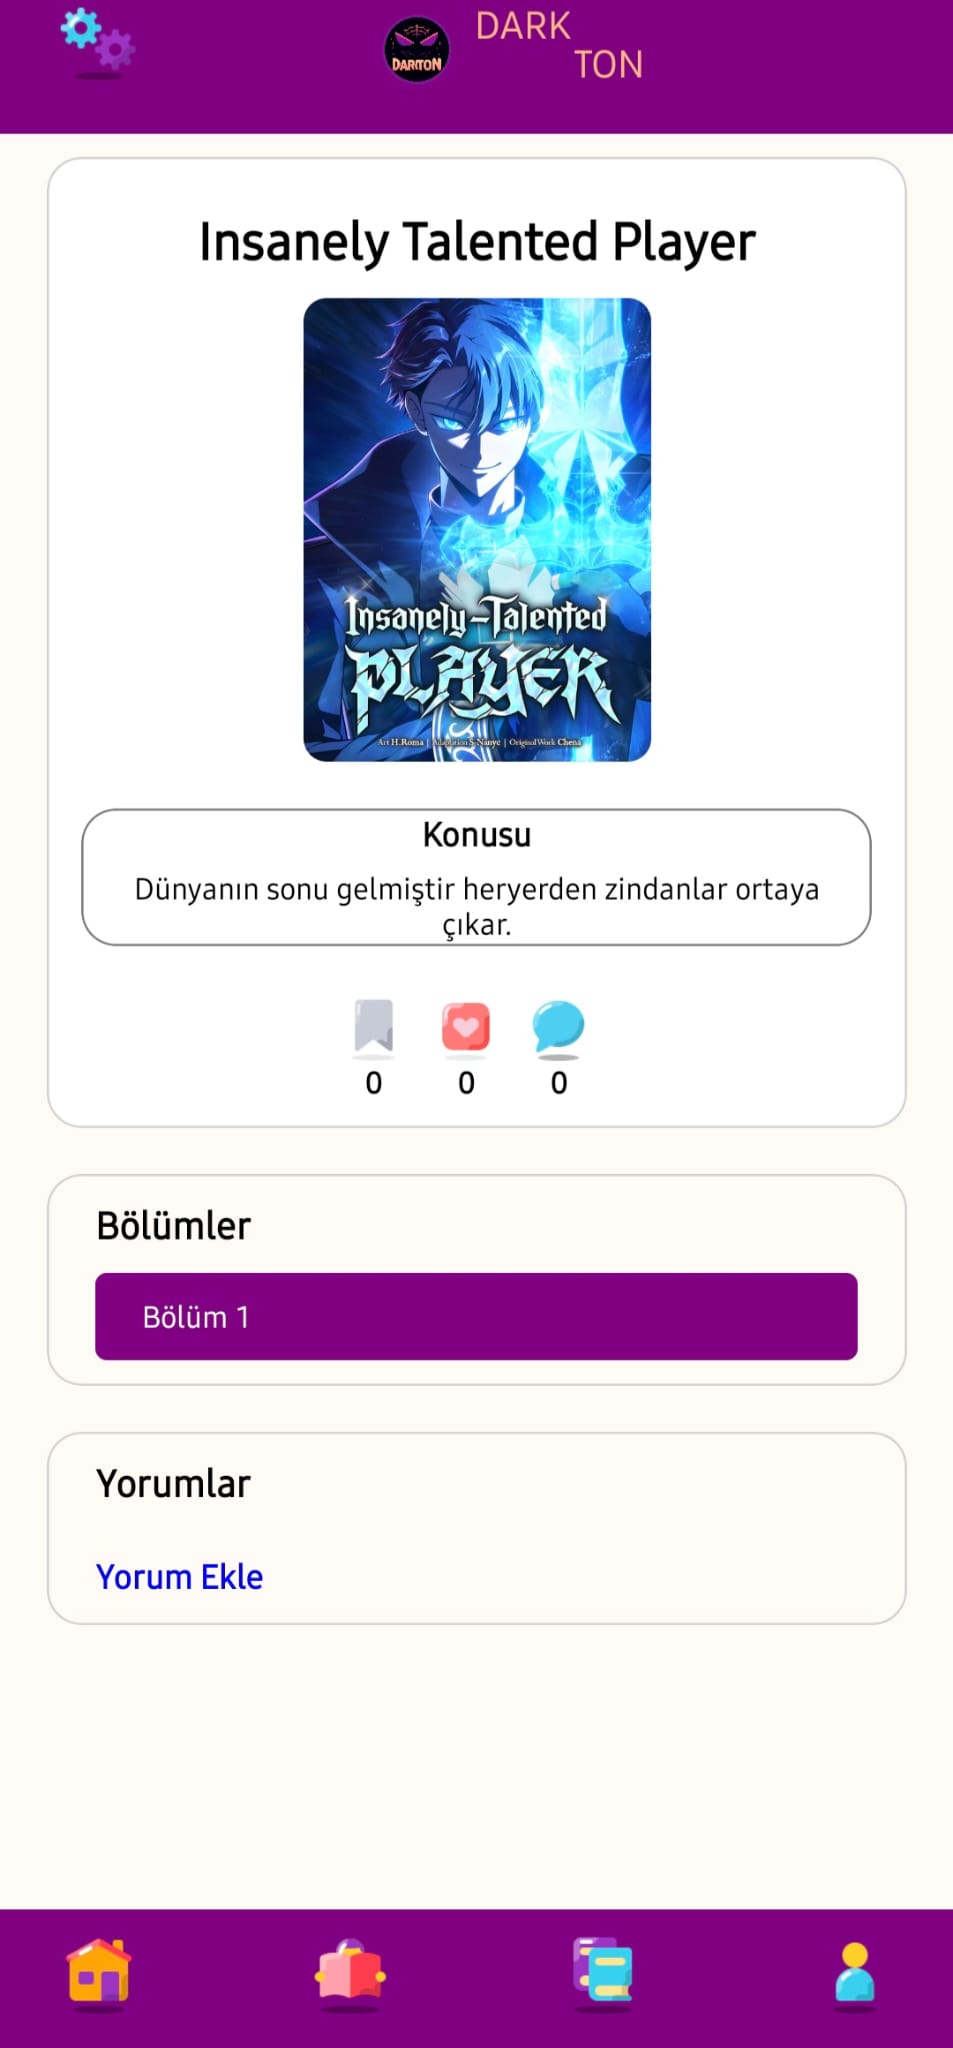 DARK
TON
DARKTON
Insanely Talented Player
Insanely-Talented
PLAYER
Art H.Roma | Adaptation S-Nanyc | Original Work Chena
Konusu
Dünyanın sonu gelmiştir heryerden zindanlar ortaya
çıkar.
0 0 0
Bölümler
Bölüm 1
Yorumlar
Yorum Ekle